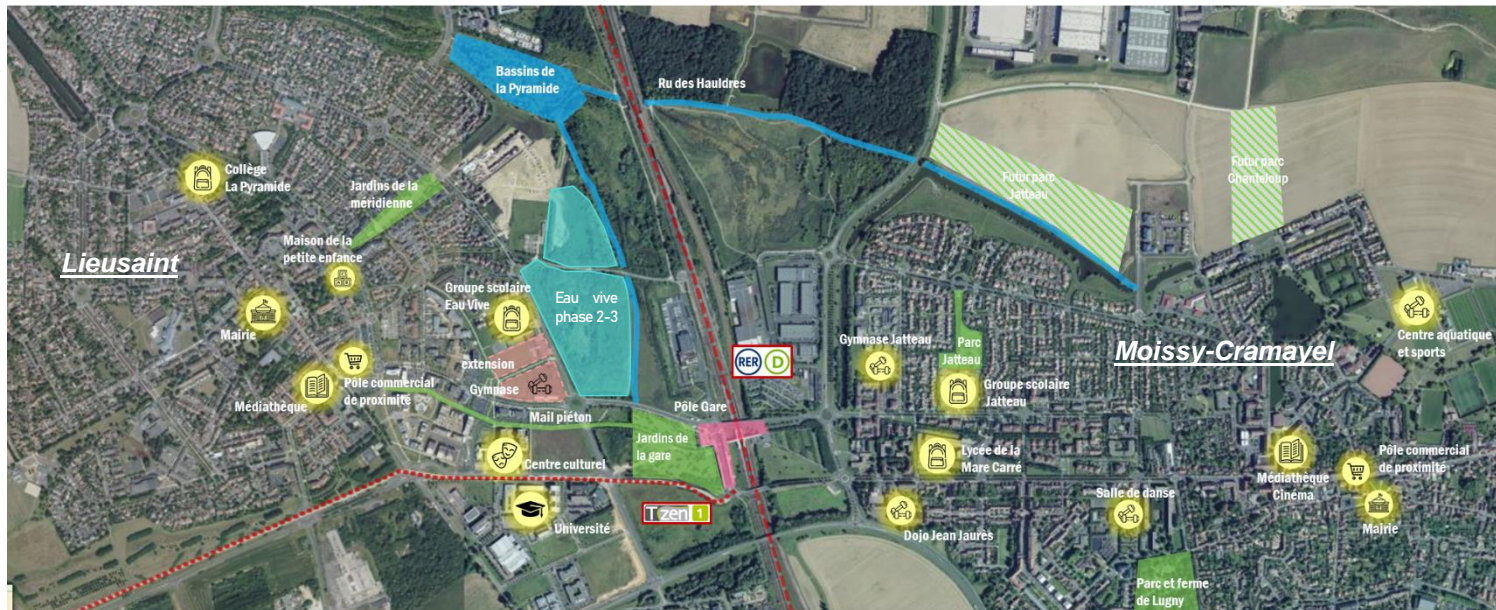 Bassins de
la Pyramide
Ru des Hauldres
Collège
La Pyramide
Jardins de la
méridienne
Futur parc
Jatteau
Futur parc
Chanteloup
Lieusaint
Maison de la
petite enfance
Groupe scolaire
Eau Vive
Eau vive
phase 2-3
Mairie
extension
Gymnase
Pôle commercial
de proximité
Médiathèque
Mail piéton
Centre culturel
Université
Jardins de
la gare
Pôle Gare
RER D
T zen 1
Gymnase Jatteau
Parc
Jatteau
Groupe scolaire
Jatteau
Moissy-Cramayel
Centre aquatique
et sports
Lycée de la
Mare Carré
Médiathèque
Cinéma
Pôle commercial
de proximité
Mairie
Salle de danse
Dojo Jean Jaurès
Parc et ferme
de Lugny